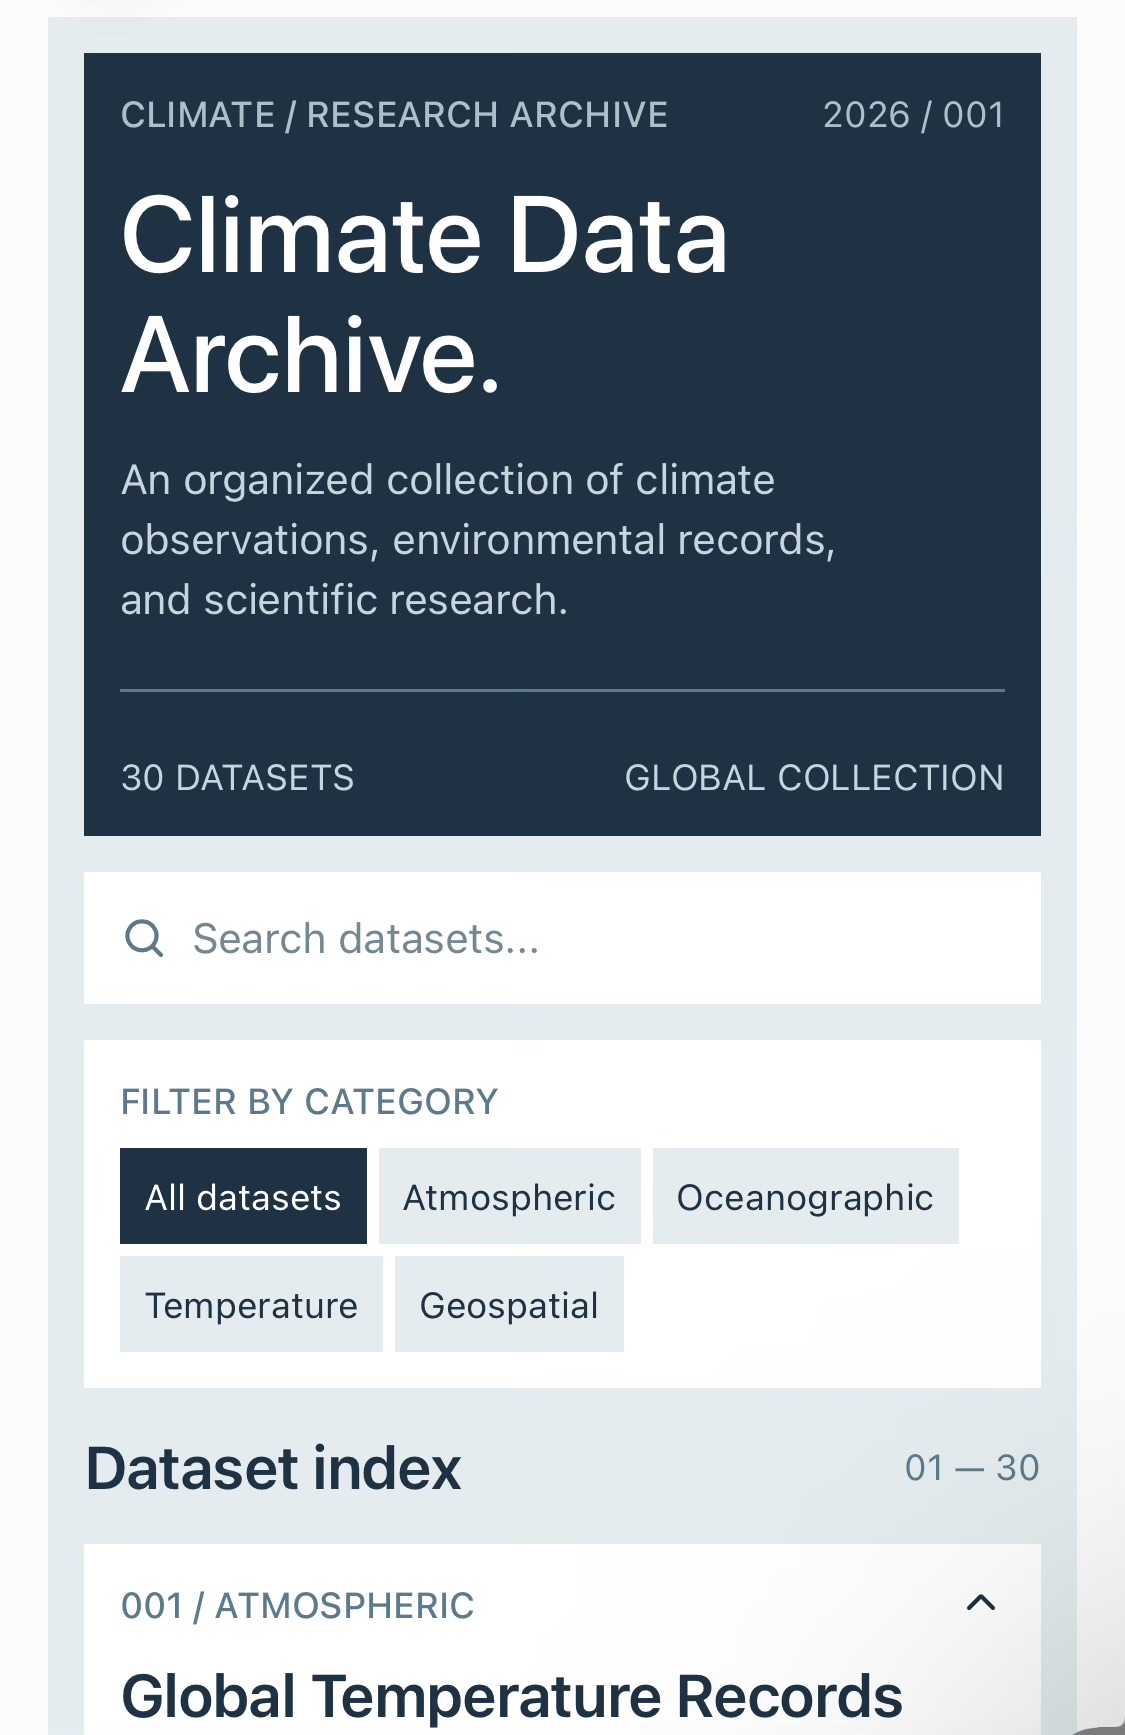 CLIMATE / RESEARCH ARCHIVE 2026 / 001
Climate Data
Archive.
An organized collection of climate
observations, environmental records,
and scientific research.
30 DATASETS GLOBAL COLLECTION
Search datasets...
FILTER BY CATEGORY
All datasets Atmospheric Oceanographic
Temperature Geospatial
Dataset index 01 — 30
001 / ATMOSPHERIC
Global Temperature Records